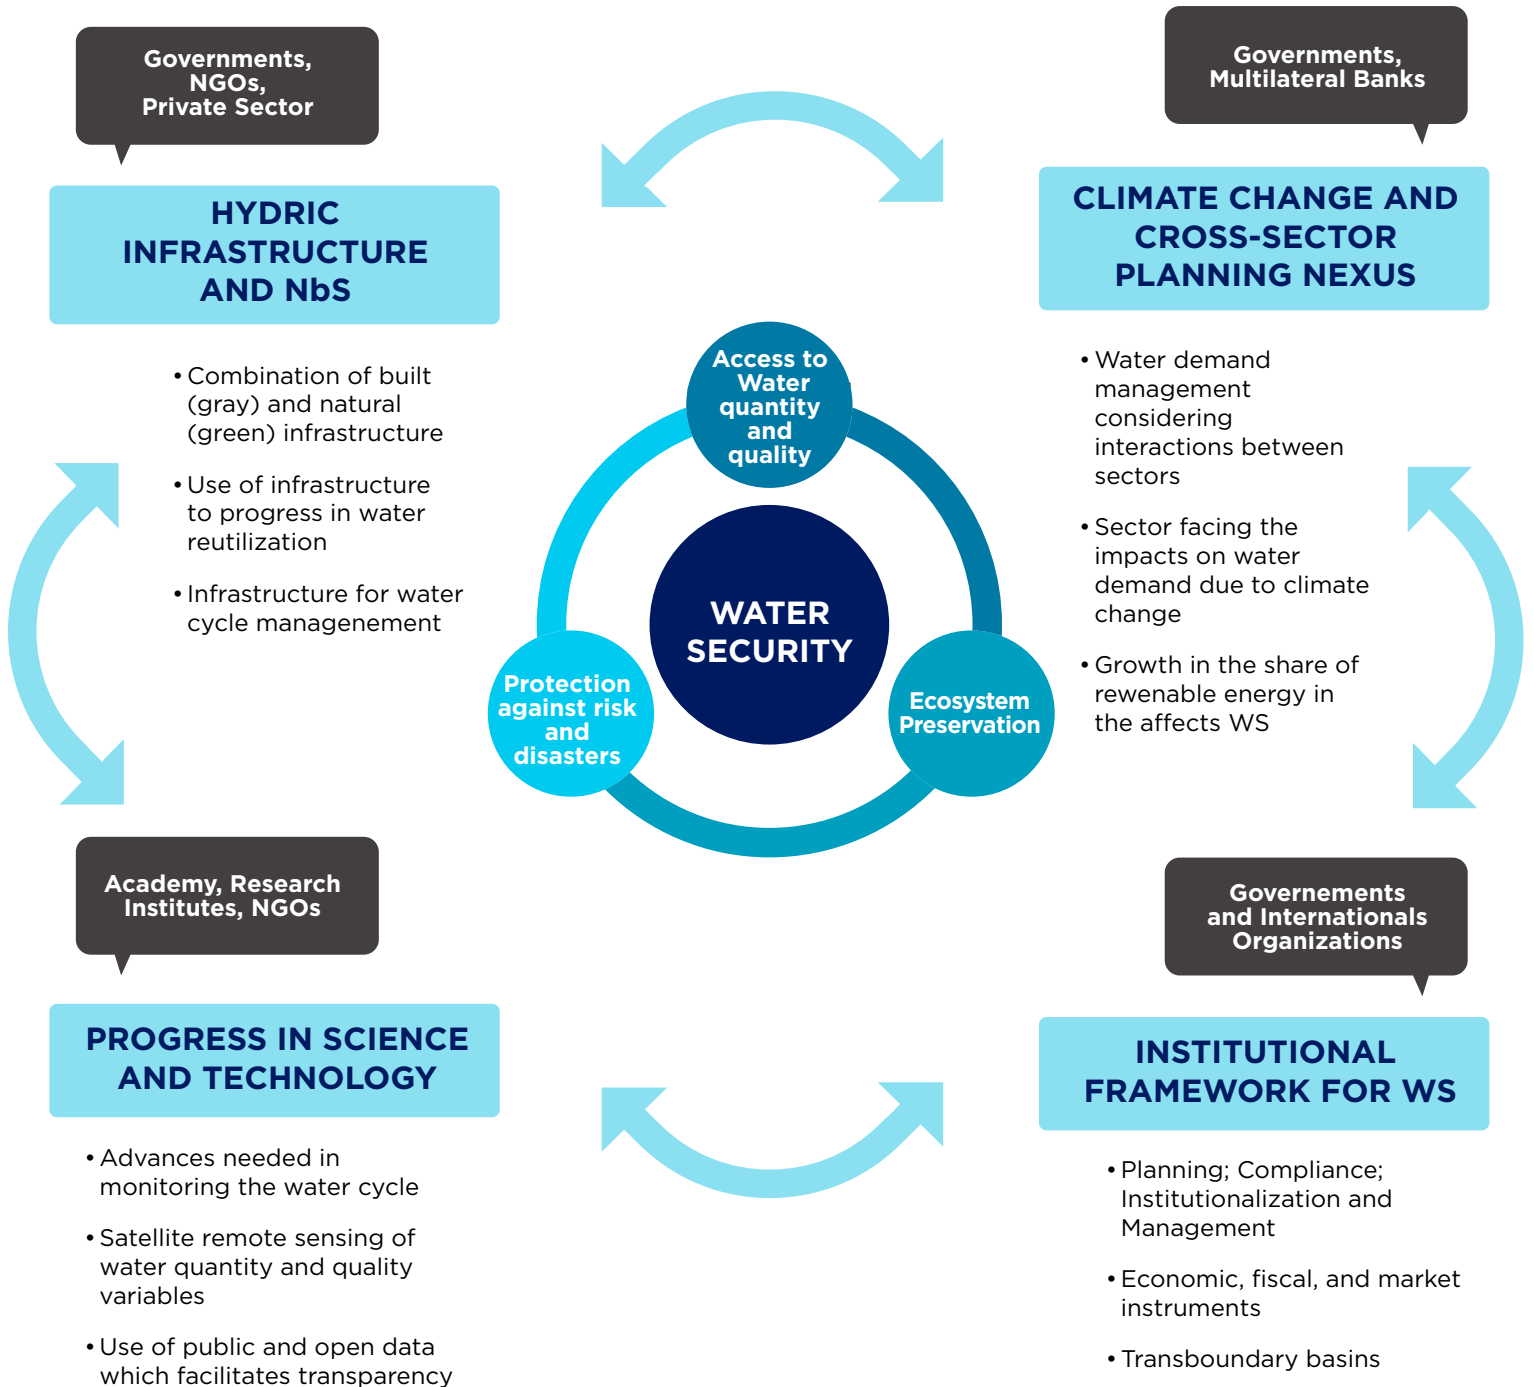 Governments,
NGOs,
Private Sector
HYDRIC
INFRASTRUCTURE
AND NbS
• Combination of built
(gray) and natural
(green) infrastructure
• Use of infrastructure
to progress in water
reutilization
• Infrastructure for water
cycle managenement
Governments,
Multilateral Banks
CLIMATE CHANGE AND
CROSS-SECTOR
PLANNING NEXUS
• Water demand
management
considering
interactions between
sectors
• Sector facing the
impacts on water
demand due to climate
change
• Growth in the share of
rewenable energy in
the affects WS
Access to
Water
quantity
and
quality
WATER
SECURITY
Protection
against risk
and
disasters
Ecosystem
Preservation
Academy, Research
Institutes, NGOs
PROGRESS IN SCIENCE
AND TECHNOLOGY
• Advances needed in
monitoring the water cycle
• Satellite remote sensing of
water quantity and quality
variables
• Use of public and open data
which facilitates transparency
Governements
and Internationals
Organizations
INSTITUTIONAL
FRAMEWORK FOR WS
• Planning; Compliance;
Institutionalization and
Management
• Economic, fiscal, and market
instruments
• Transboundary basins